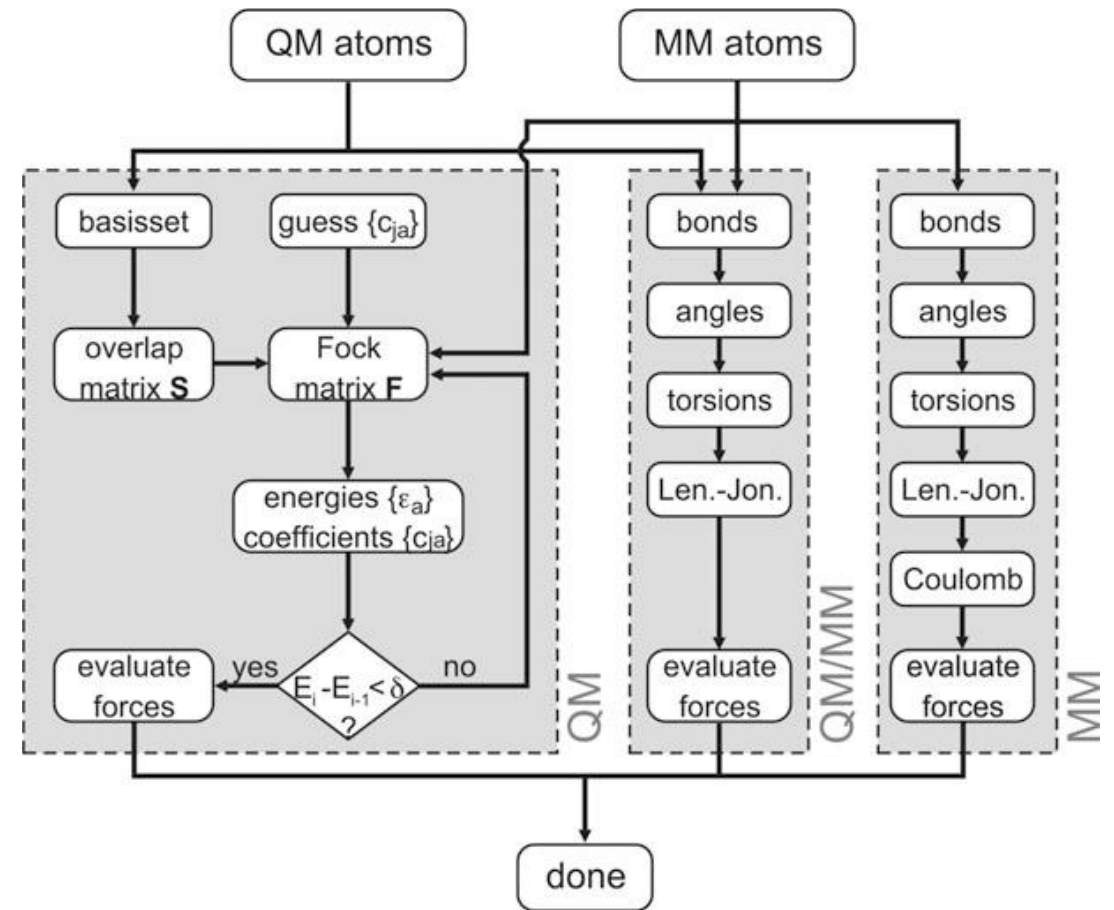 QM atoms
MM atoms
basisset
guess {cja}
overlap
matrix S
Fock
matrix F
energies {εa}
coefficients {cja}
Ei-Ei-1< δ
?
yes
no
evaluate
forces
QM
bonds
angles
torsions
Len.-Jon.
evaluate
forces
QM/MM
bonds
angles
torsions
Len.-Jon.
Coulomb
evaluate
forces
MM
done